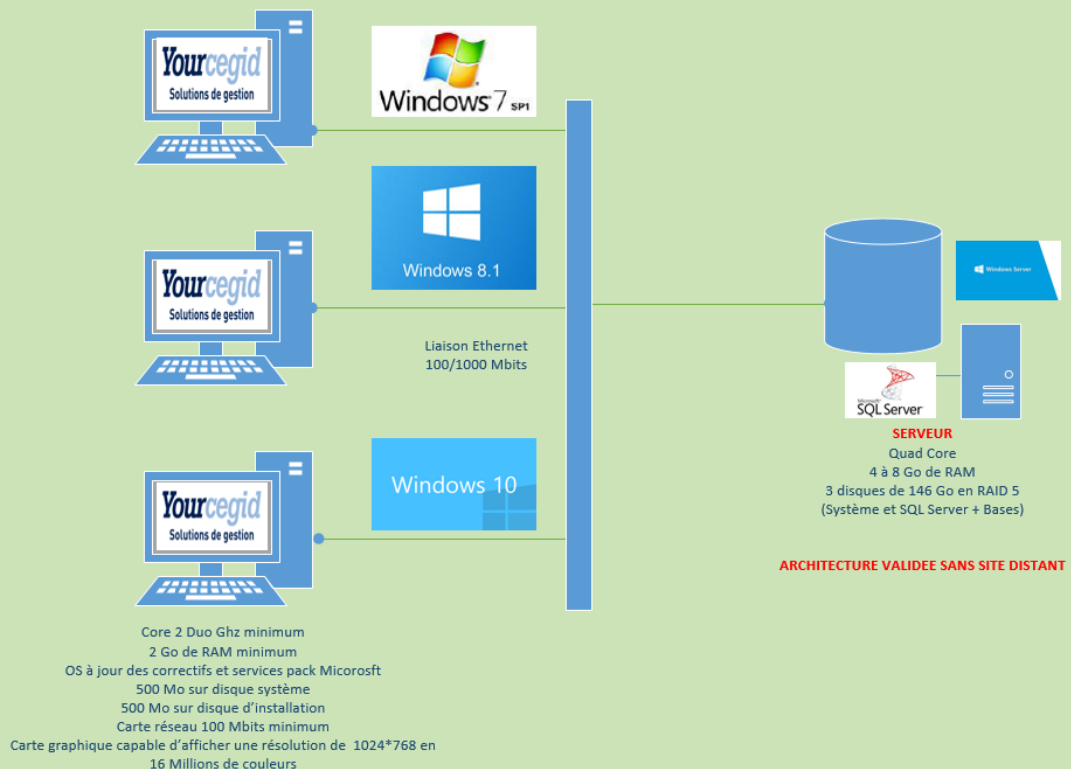 Yourcegid
Solutions de gestion
Windows 7 SP1
Yourcegid
Solutions de gestion
Windows 8.1
Liaison Ethernet
100/1000 Mbits
Windows Server
Microsoft
SQL Server
SERVEUR
Quad Core
4 à 8 Go de RAM
3 disques de 146 Go en RAID 5
(Système et SQL Server + Bases)
ARCHITECTURE VALIDEE SANS SITE DISTANT
Yourcegid
Solutions de gestion
Windows 10
Core 2 Duo Ghz minimum
2 Go de RAM minimum
OS à jour des correctifs et services pack Micorosft
500 Mo sur disque système
500 Mo sur disque d’installation
Carte réseau 100 Mbits minimum
Carte graphique capable d’afficher une résolution de 1024*768 en
16 Millions de couleurs